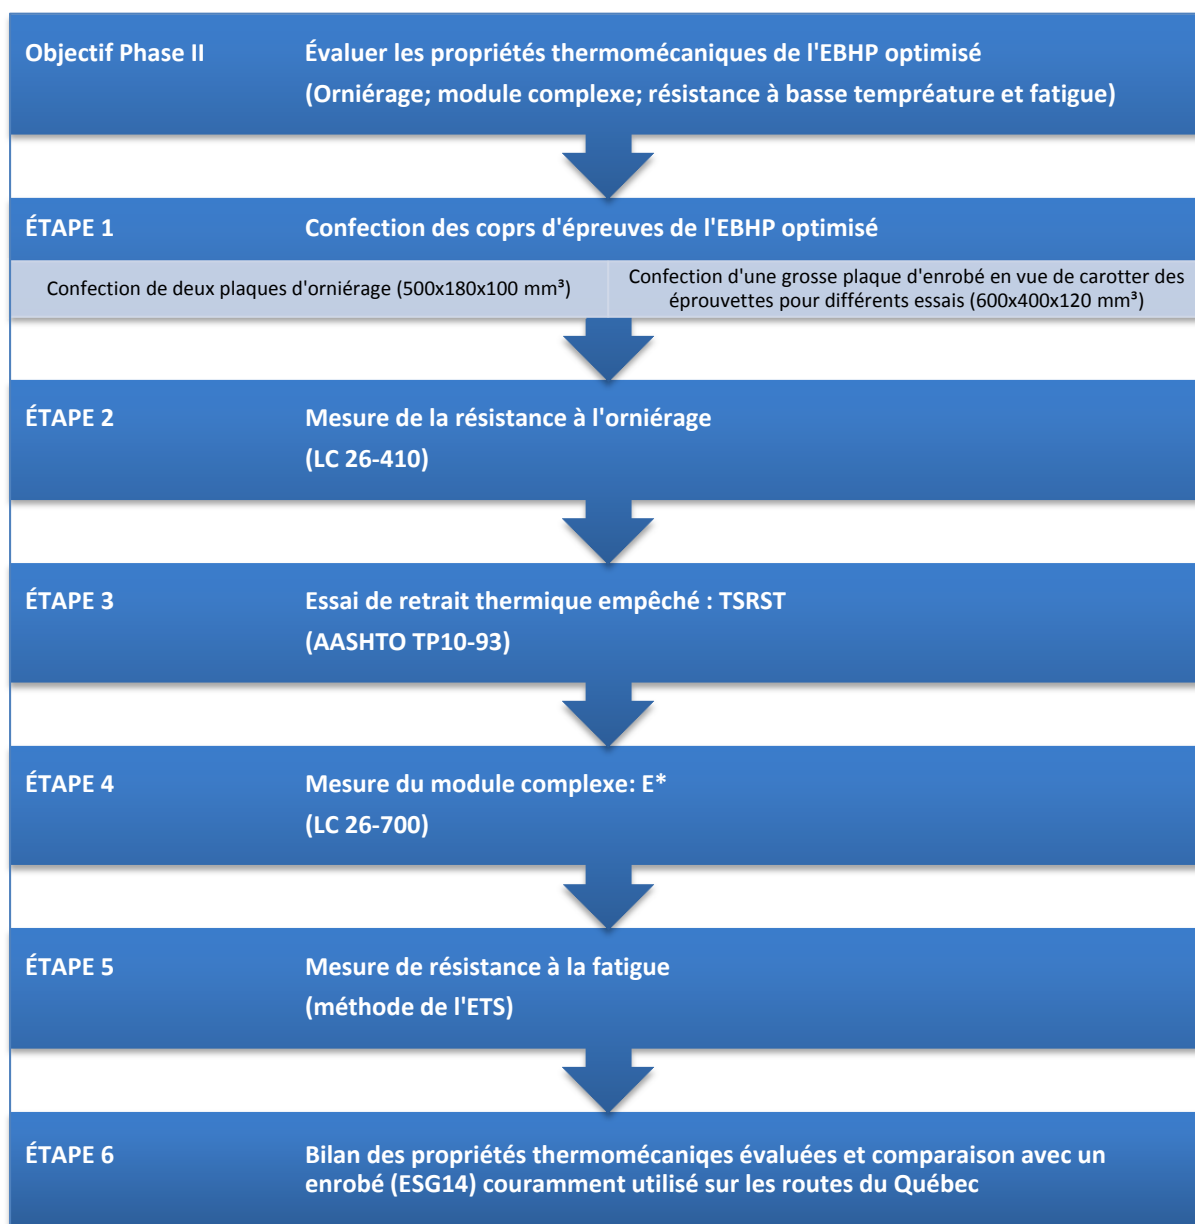 Objectif Phase II
Évaluer les propriétés thermomécaniques de l'EBHP optimisé
(Orniérage; module complexe; résistance à basse tempréature et fatigue)
ÉTAPE 1
Confection des coprs d'épreuves de l'EBHP optimisé
Confection de deux plaques d'orniérage (500x180x100 mm³)
Confection d'une grosse plaque d'enrobé en vue de carotter des
éprouvettes pour différents essais (600x400x120 mm³)
ÉTAPE 2
Mesure de la résistance à l'orniérage
(LC 26-410)
ÉTAPE 3
Essai de retrait thermique empêché : TSRST
(AASHTO TP10-93)
ÉTAPE 4
Mesure du module complexe: E*
(LC 26-700)
ÉTAPE 5
Mesure de résistance à la fatigue
(méthode de l'ETS)
ÉTAPE 6
Bilan des propriétés thermomécaniqes évaluées et comparaison avec un
enrobé (ESG14) couramment utilisé sur les routes du Québec